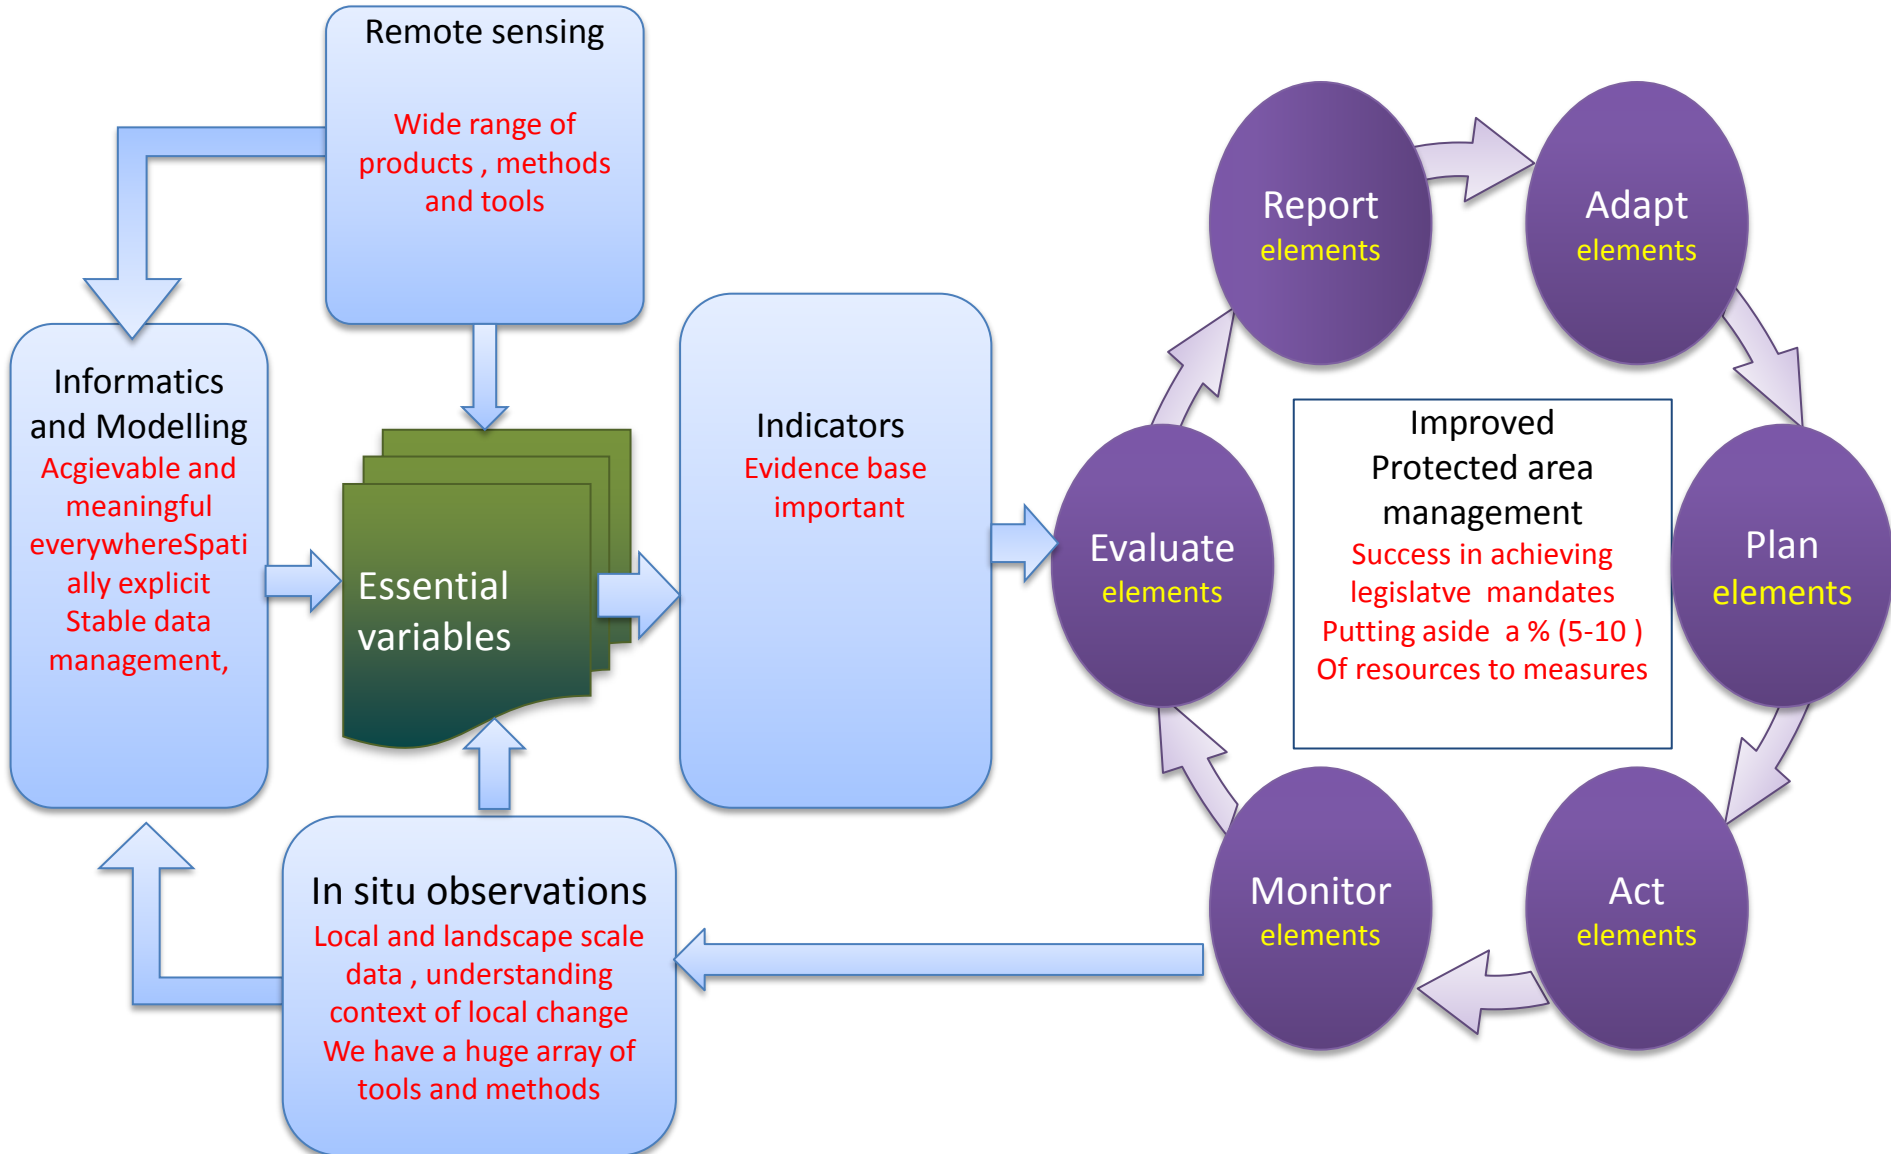 Remote sensing
Wide range of
products , methods
and tools
Informatics
and Modelling
Acgievable and
meaningful
everywhereSpati
ally explicit
Stable data
management,
Essential
variables
In situ observations
Local and landscape scale
data , understanding
context of local change
We have a huge array of
tools and methods
Indicators
Evidence base
important
Report
elements
Adapt
elements
Evaluate
elements
Improved
Protected area
management
Success in achieving
legislatve  mandates
Putting aside  a % (5-10 )
Of resources to measures
Plan
elements
Monitor
elements
Act
elements